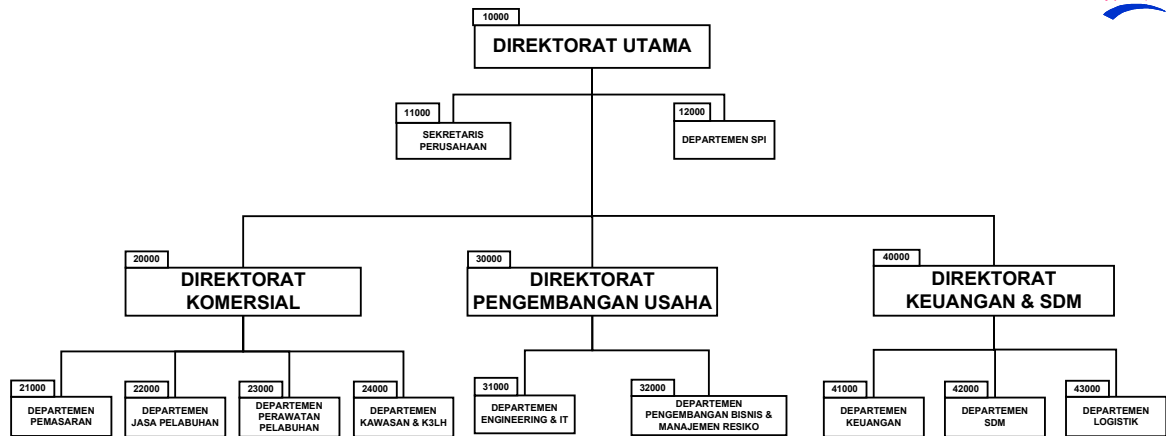 10000
DIREKTORAT UTAMA
11000
SEKRETARIS
PERUSAHAAN
12000
DEPARTEMEN SPI
20000
DIREKTORAT
KOMERSIAL
30000
DIREKTORAT
PENGEMBANGAN USAHA
40000
DIREKTORAT
KEUANGAN & SDM
21000
DEPARTEMEN
PEMASARAN
22000
DEPARTEMEN
JASA PELABUHAN
23000
DEPARTEMEN
PERAWATAN
PELABUHAN
24000
DEPARTEMEN
KAWASAN & K3LH
31000
DEPARTEMEN
ENGINEERING & IT
32000
DEPARTEMEN
PENGEMBANGAN BISNIS &
MANAJEMEN RESIKO
41000
DEPARTEMEN
KEUANGAN
42000
DEPARTEMEN
SDM
43000
DEPARTEMEN
LOGISTIK